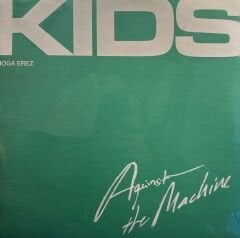 KIDS
NOGA EREZ
Against
the Machine